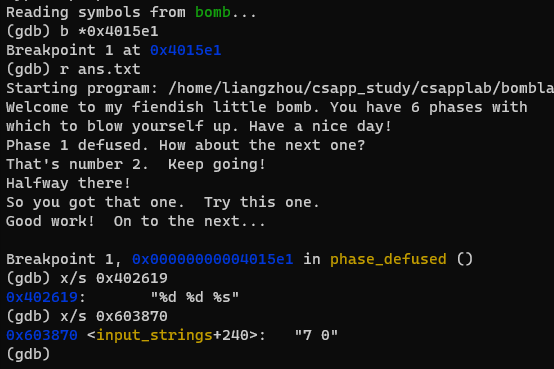 Reading symbols from bomb...
(gdb) b *0x4015e1
Breakpoint 1 at 0x4015e1
(gdb) r ans.txt
Starting program: /home/liangzhou/csapp_study/csapplab/bombla
Welcome to my fiendish little bomb. You have 6 phases with
which to blow yourself up. Have a nice day!
Phase 1 defused. How about the next one?
That's number 2.  Keep going!
Halfway there!
So you got that one.  Try this one.
Good work!  On to the next...
Breakpoint 1, 0x00000000004015e1 in phase_defused ()
(gdb) x/s 0x402619
0x402619:       "%d %d %s"
(gdb) x/s 0x603870
0x603870 <input_strings+240>:   "7 0"
(gdb)